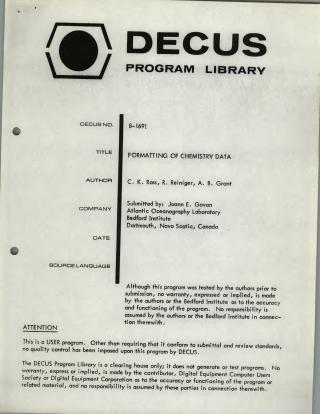 DECUS
PROGRAM LIBRARY
DECUS NO. 8-1691
TITLE FORMATTING OF CHEMISTRY DATA
AUTHOR C. K. Ross, R. Reiniger, A. B. Grant
COMPANY Submitted by: Joann E. Govan
Atlantic Oceanography Laboratory
Bedford Institute
Dartmouth, Nova Scotia, Canada
DATE
SOURCE LANGUAGE
Although this program was tested by the authors prior to
submission, no warranty, expressed or implied, is made
by the authors or the Bedford Institute as to the accuracy
and functioning of the program. No responsibility is
assumed by the authors or the Bedford Institute in connec-
tion therewith.
ATTENTION
This is a USER program. Other than requiring that it conform to submittal and review standards,
no quality control has been imposed upon this program by DECUS.
The DECUS Program Library is a clearing house only; it does not generate or test programs. No
warranty, express or implied, is made by the contributor, Digital Equipment Computer Users
Society or Digital Equipment Corporation as to the accuracy or functioning of the program or
related material, and no responsibility is assumed by these parties in connection therewith.